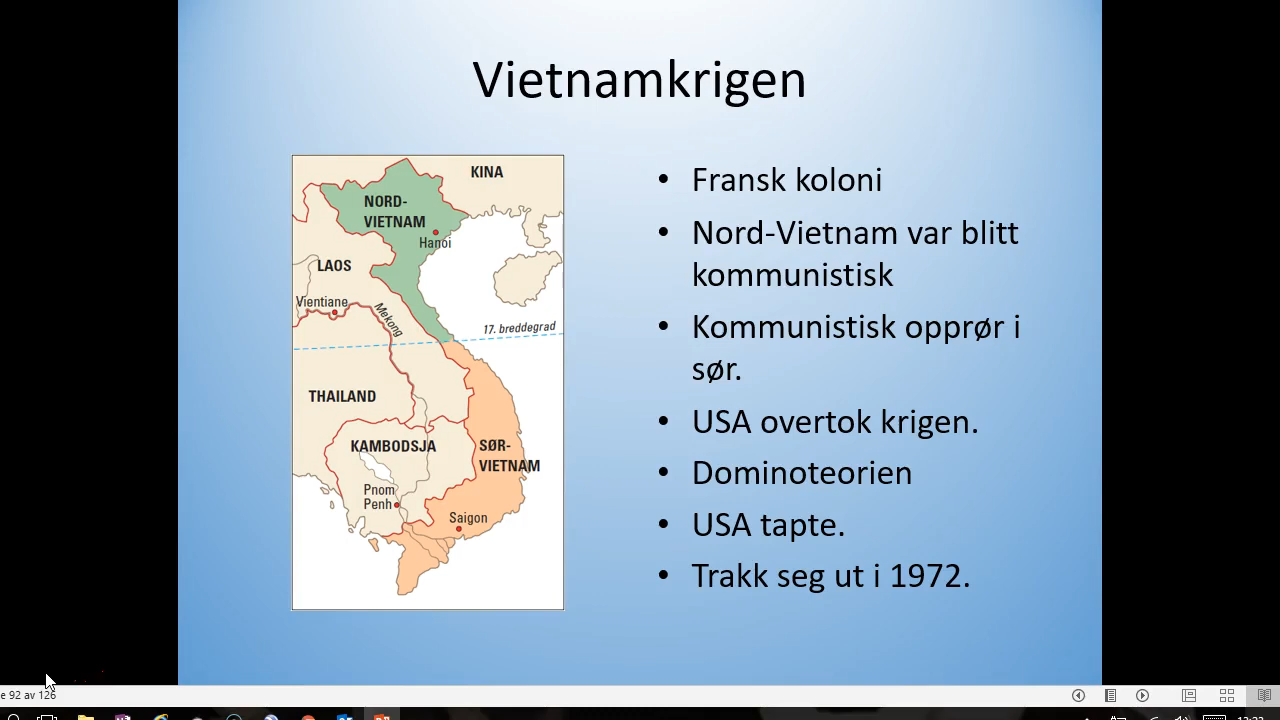 Vietnamkrigen
KINA
NORD-
VIETNAM
Hanoi
LAOS
Vientiane
Mekong
17. breddegrad
THAILAND
KAMBODSJA
SØR-
VIETNAM
Pnom
Penh
Saigon
• Fransk koloni
• Nord-Vietnam var blitt
kommunistisk
• Kommunistisk opprør i
sør.
• USA overtok krigen.
• Dominoteorien
• USA tapte.
• Trakk seg ut i 1972.
e 92 av 126